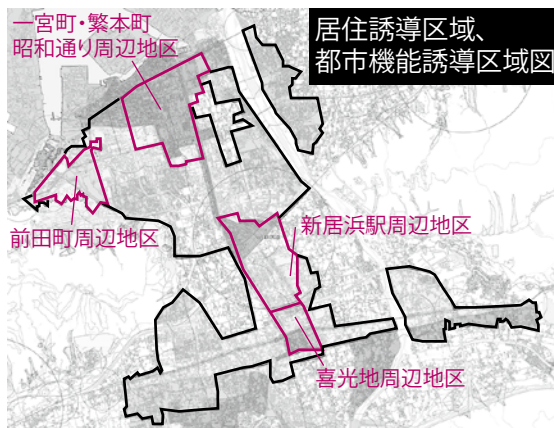 居住誘導区域、
都市機能誘導区域図
一宮町・繁本町
昭和通り周辺地区
前田町周辺地区
新居浜駅周辺地区
喜光地周辺地区